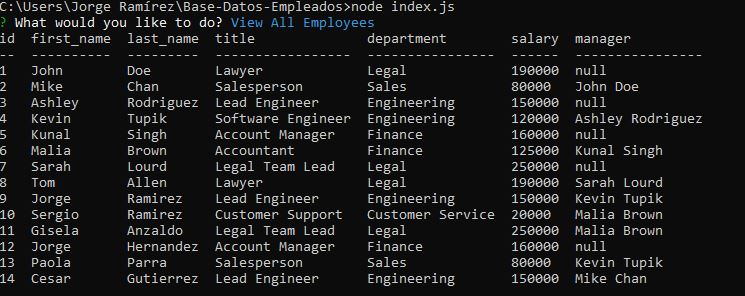 C:\Users\Jorge Ramírez\Base-Datos-Empleados>node index.js
? What would you like to do? View All Employees
id  first_name  last_name  title              department        salary  manager
--  ----------  ---------  -----------------  ----------------  ------  ----------------
1   John        Doe        Lawyer             Legal             190000  null
2   Mike        Chan       Salesperson        Sales             80000   John Doe
3   Ashley      Rodriguez  Lead Engineer      Engineering       150000  null
4   Kevin       Tupik      Software Engineer  Engineering       120000  Ashley Rodriguez
5   Kunal       Singh      Account Manager    Finance           160000  null
6   Malia       Brown      Accountant         Finance           125000  Kunal Singh
7   Sarah       Lourd      Legal Team Lead    Legal             250000  null
8   Tom         Allen      Lawyer             Legal             190000  Sarah Lourd
9   Jorge       Ramirez    Lead Engineer      Engineering       150000  Kevin Tupik
10  Sergio      Ramirez    Customer Support   Customer Service  20000   Malia Brown
11  Gisela      Anzaldo    Legal Team Lead    Legal             250000  Malia Brown
12  Jorge       Hernandez  Account Manager    Finance           160000  null
13  Paola       Parra      Salesperson        Sales             80000   Kevin Tupik
14  Cesar       Gutierrez  Lead Engineer      Engineering       150000  Mike Chan